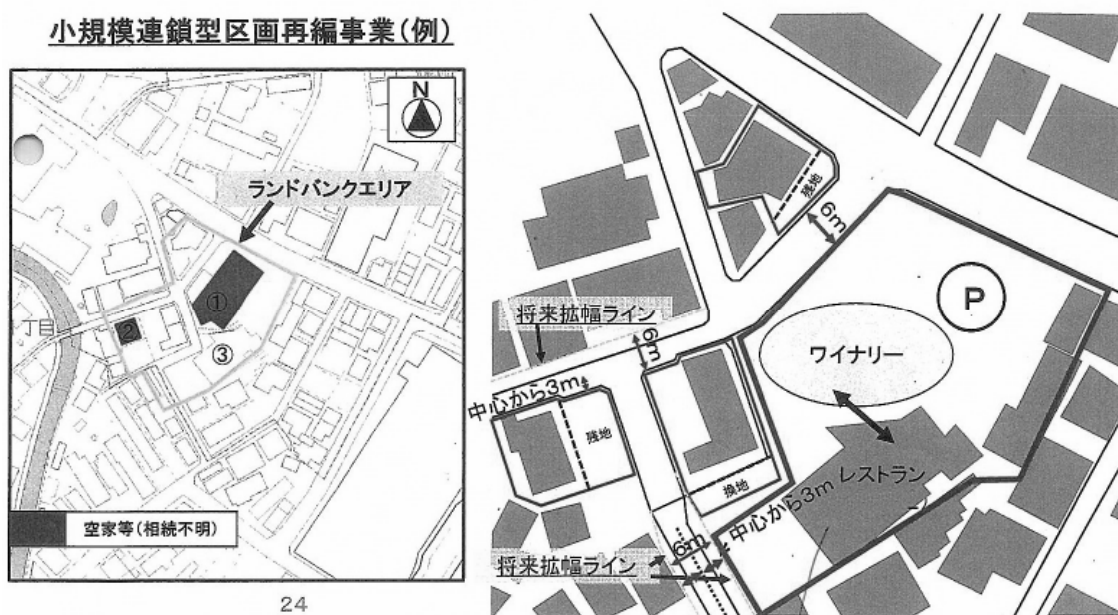 小規模連鎖型区画再編事業(例)
N
ランドバンクエリア
①
②
③
丁目
空家等(相続不明)
24
残地
6m
P
将来拡幅ライン
6m
ワイナリー
中心から3m
残地
換地
中心から3m
レストラン
6m
将来拡幅ライン